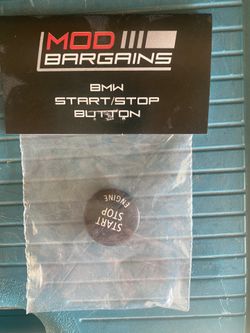 MOD
BARGAINS
BMW
START/STOP
BUTTON
START
STOP
ENGINE